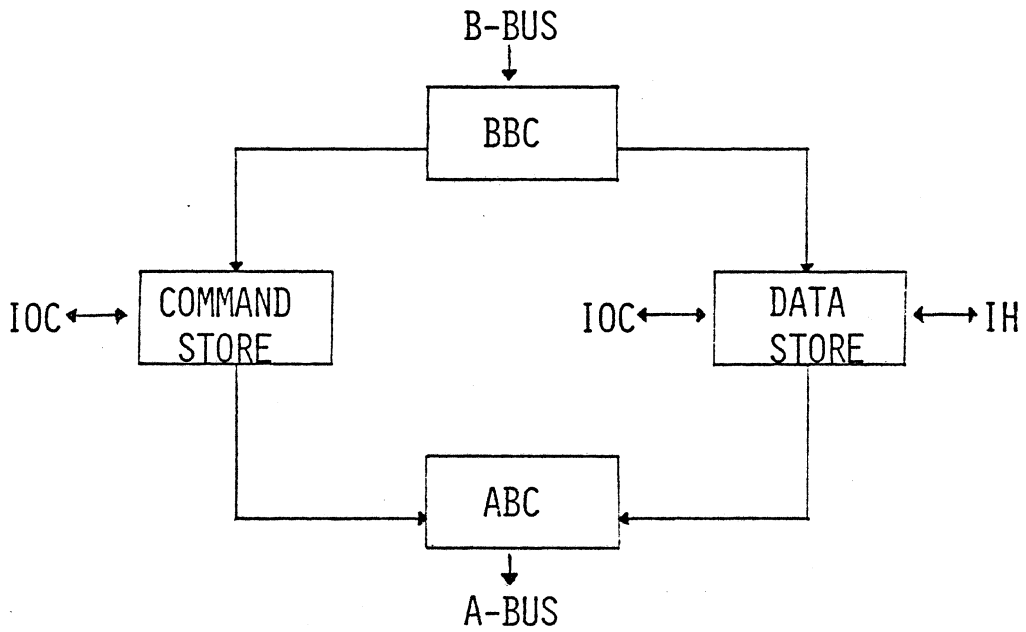 B-BUS
BBC
IOC
COMMAND
STORE
IOC
DATA
STORE
IH
ABC
A-BUS